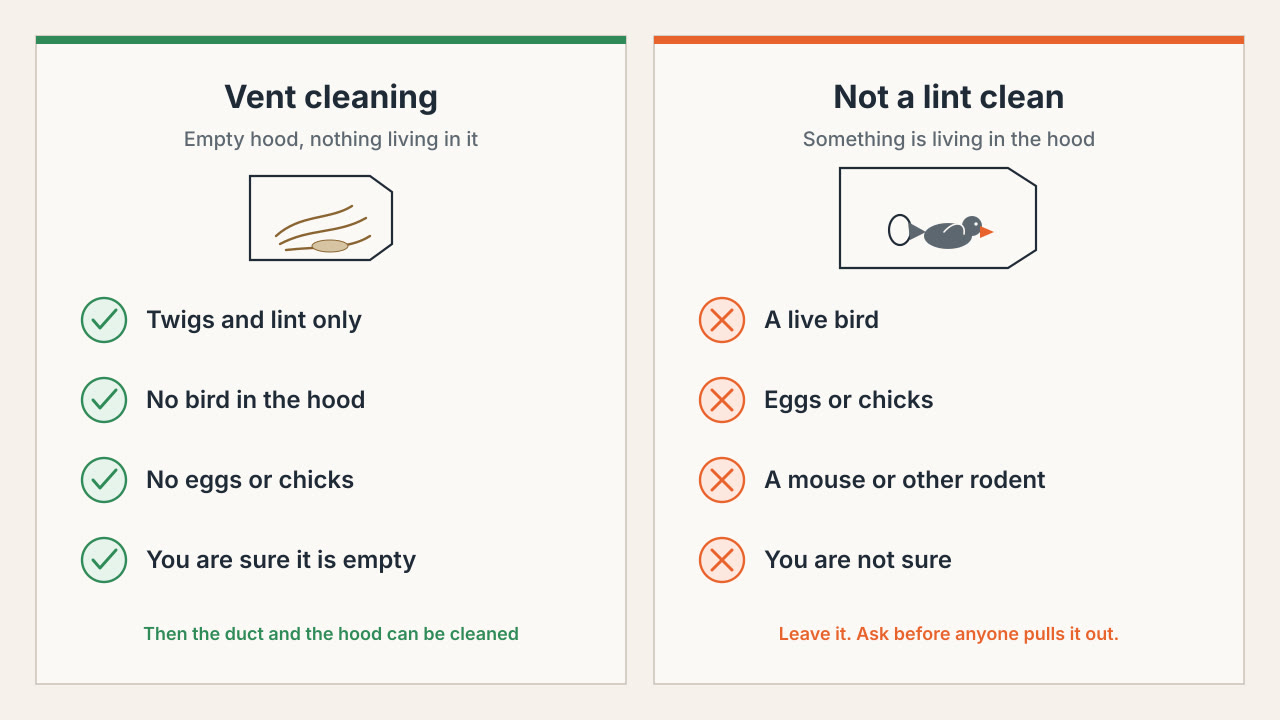 Vent cleaning
Empty hood, nothing living in it
Twigs and lint only
No bird in the hood
No eggs or chicks
You are sure it is empty
Then the duct and the hood can be cleaned
Not a lint clean
Something is living in the hood
A live bird
Eggs or chicks
A mouse or other rodent
You are not sure
Leave it. Ask before anyone pulls it out.